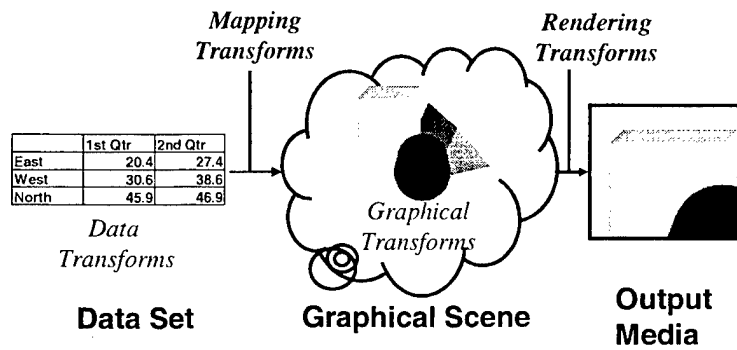 Mapping
Transforms
Rendering
Transforms
1st Qtr 2nd Qtr
East 20.4 27.4
West 30.6 38.6
North 45.9 46.9
Data
Transforms
Graphical
Transforms
Data Set
Graphical Scene
Output
Media